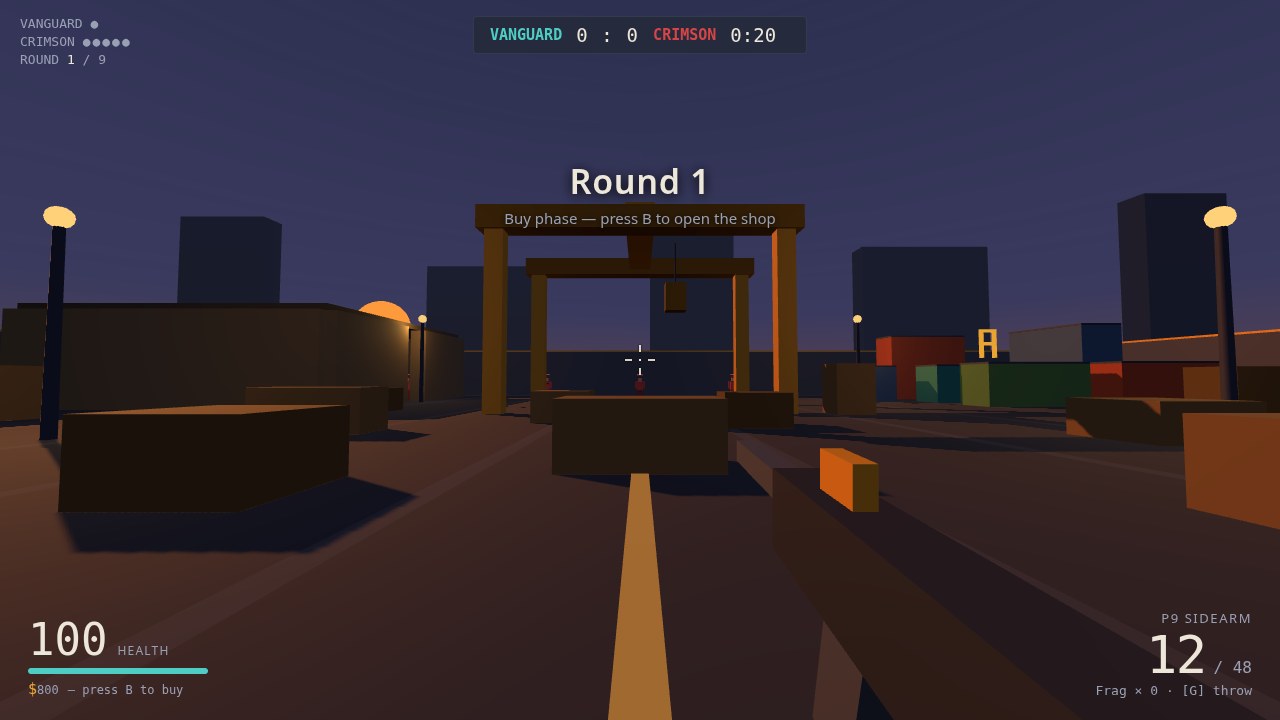 VANGUARD ●
CRIMSON ●●●●●
ROUND 1 / 9
VANGUARD 0 : 0 CRIMSON 0:20
Round 1
Buy phase — press B to open the shop
A
100 HEALTH
$800 — press B to buy
P9 SIDEARM
12 / 48
Frag × 0 · [G] throw